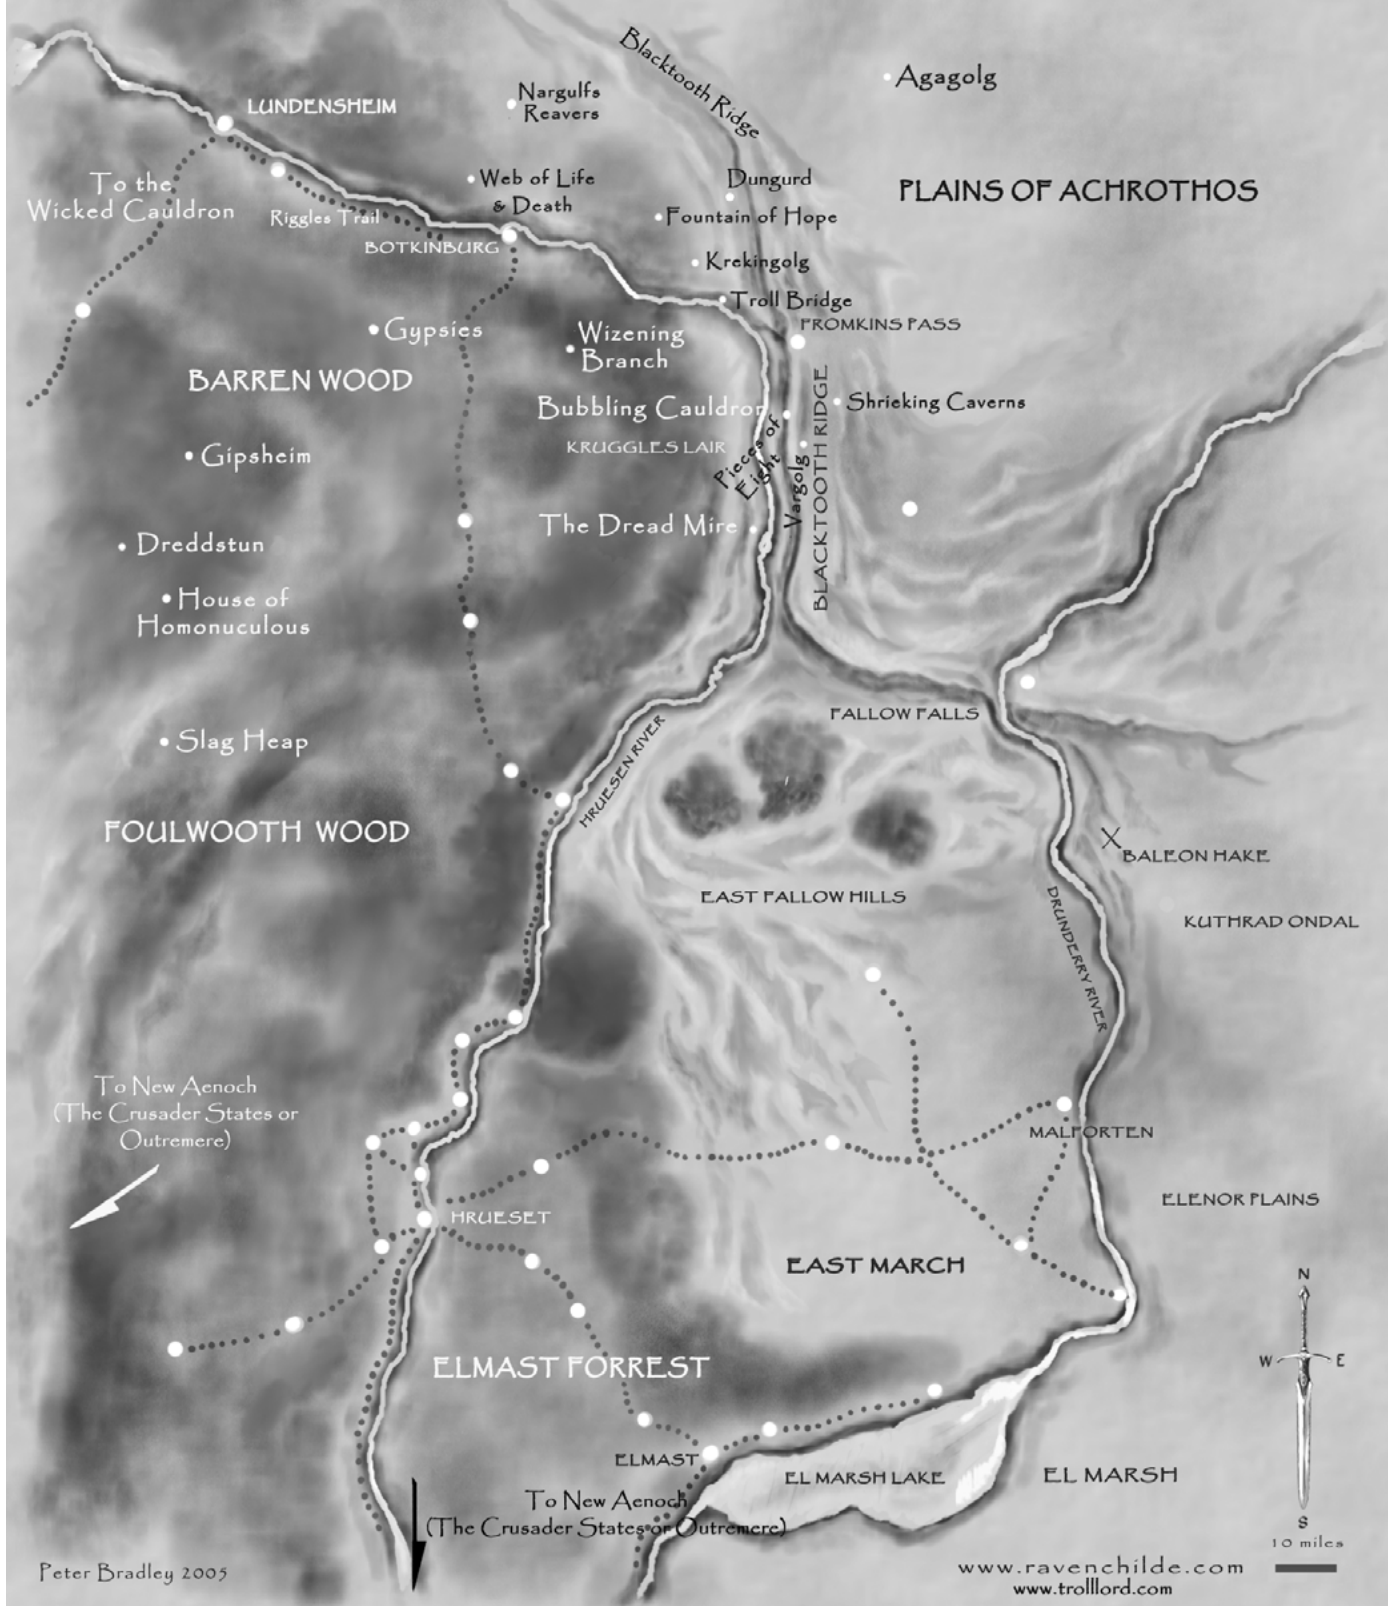 Blacktooth Ridge
Agagolg
Nargulfs
Reavers
LUNDENSHEIM
To the
Wicked Cauldron
Riggles Trail
Web of Life
& Death
Dungurd
PLAINS OF ACHROTHOS
Fountain of Hope
BOTKINBURG
Krekingolg
Troll Bridge
FROMKINS PASS
Gypsies
Wizening
Branch
BARREN WOOD
Bubbling Cauldron
Shrieking Caverns
KRUGGLES LAIR
Pieces of
Eight
Vargolg
BLACKTOOTH RIDGE
Gipsheim
The Dread Mire
Dreddstun
House of
Homonuculous
FALLOW FALLS
Slag Heap
HRUESEN RIVER
FOULWOOTH WOOD
X
BALEON HAKE
EAST FALLOW HILLS
KUTHRAD ONDAL
DRUNDERRY RIVER
To New Aenoch
(The Crusader States or
Outremere)
MALFORTEN
ELENOR PLAINS
HRUESET
EAST MARCH
N
W E
S
ELMAST FORREST
ELMAST
EL MARSH LAKE
EL MARSH
To New Aenoch
(The Crusader States or Outremere)
10 miles
Peter Bradley 2005
www.ravenchilde.com
www.trolllord.com